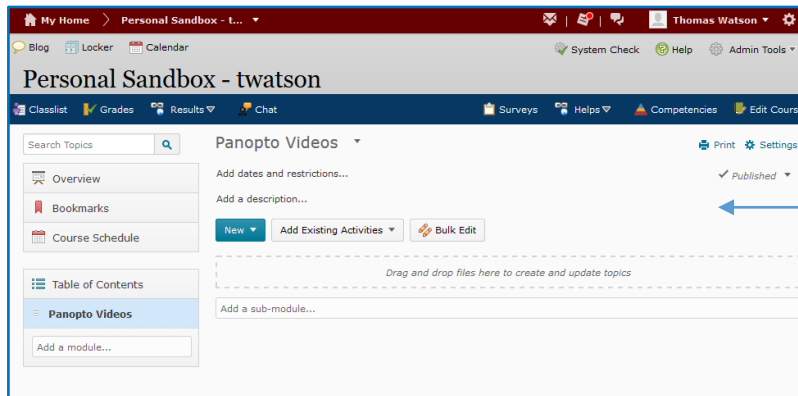 My Home > Personal Sandbox - t... Thomas Watson
Blog Locker Calendar System Check Help Admin Tools
Personal Sandbox - twatson
Classlist Grades Results Chat Surveys Helps Competencies Edit Cours
Search Topics Panopto Videos Print Settings
Overview Add dates and restrictions... Published
Bookmarks Add a description...
Course Schedule New Add Existing Activities Bulk Edit
Table of Contents Drag and drop files here to create and update topics
Panopto Videos Add a sub-module...
Add a module...